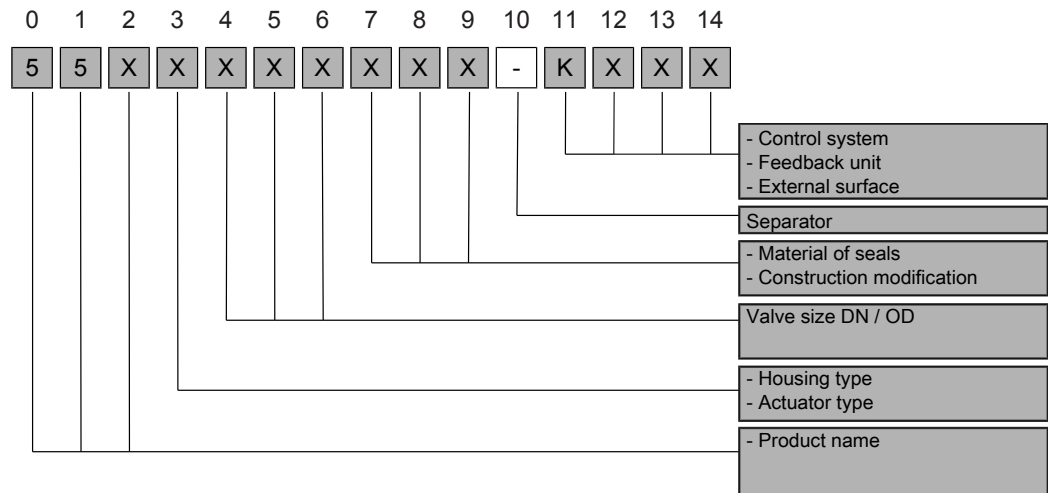 0 1 2 3 4 5 6 7 8 9 10 11 12 13 14
5 5 X X X X X X X X - K X X X
- Control system
- Feedback unit
- External surface
Separator
- Material of seals
- Construction modification
Valve size DN / OD
- Housing type
- Actuator type
- Product name